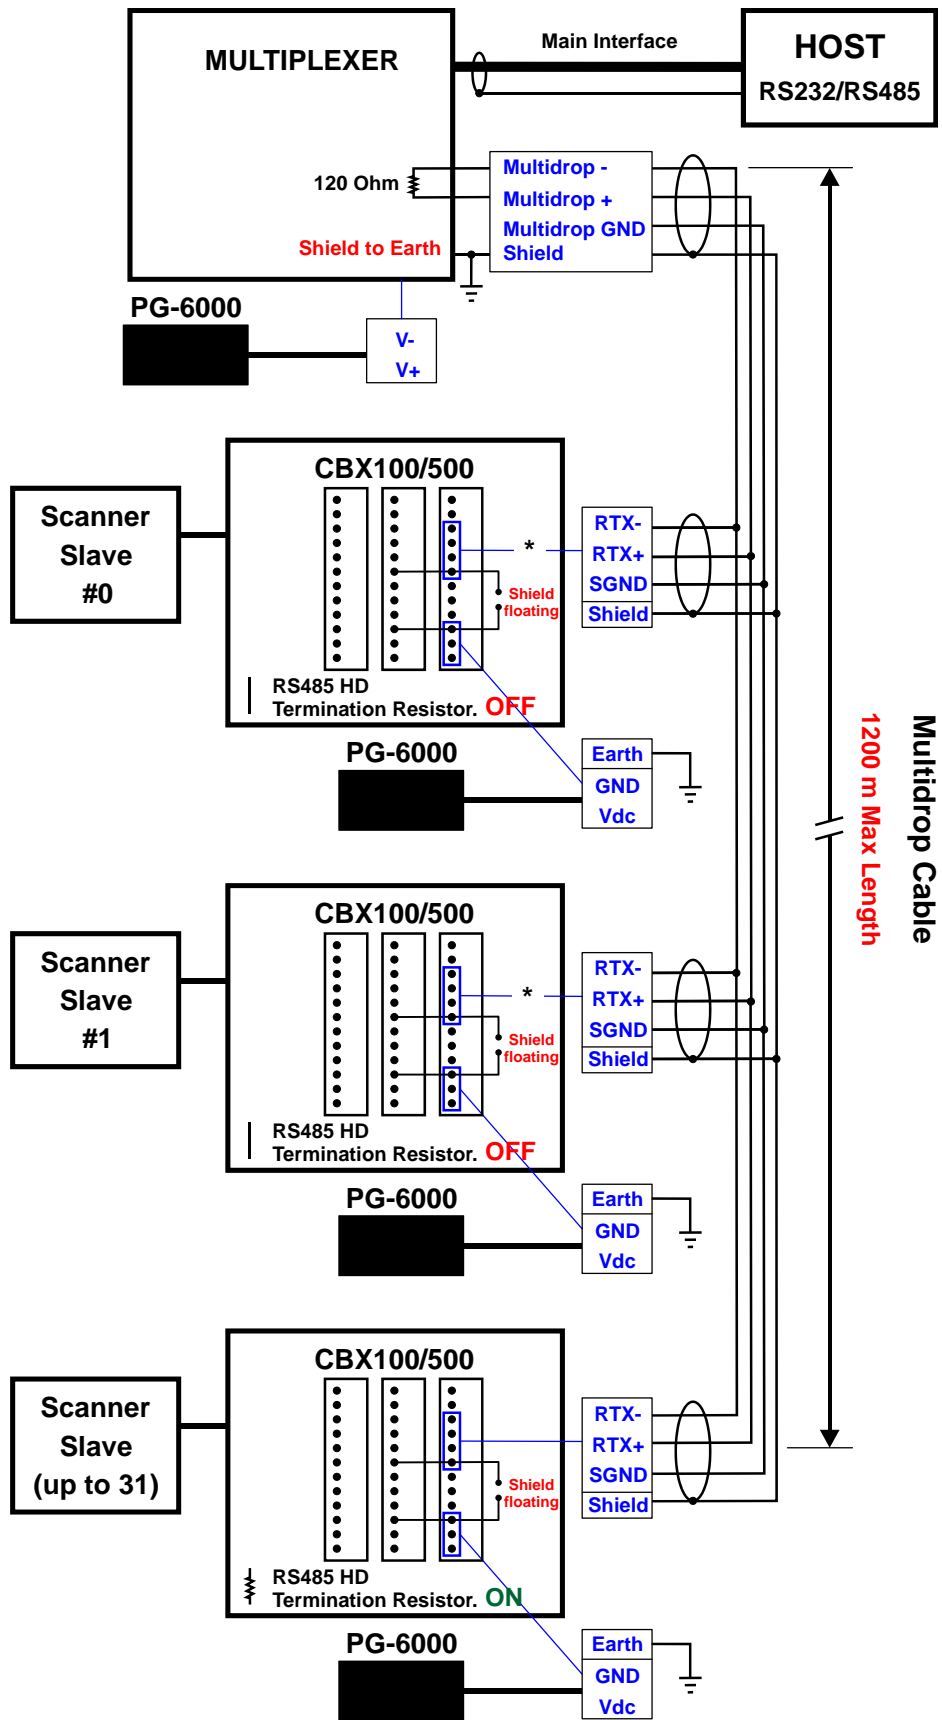 MULTIPLEXER
Main Interface
HOST
RS232/RS485
120 Ohm
Multidrop -
Multidrop +
Multidrop GND
Shield
Shield to Earth
PG-6000
V-
V+
CBX100/500
Scanner
Slave
#0
*
RTX-
RTX+
SGND
Shield
Shield
floating
RS485 HD
Termination Resistor. OFF
PG-6000
Earth
GND
Vdc
Multidrop Cable
1200 m Max Length
CBX100/500
Scanner
Slave
#1
*
RTX-
RTX+
SGND
Shield
Shield
floating
RS485 HD
Termination Resistor. OFF
PG-6000
Earth
GND
Vdc
CBX100/500
Scanner
Slave
(up to 31)
RTX-
RTX+
SGND
Shield
Shield
floating
RS485 HD
Termination Resistor. ON
PG-6000
Earth
GND
Vdc